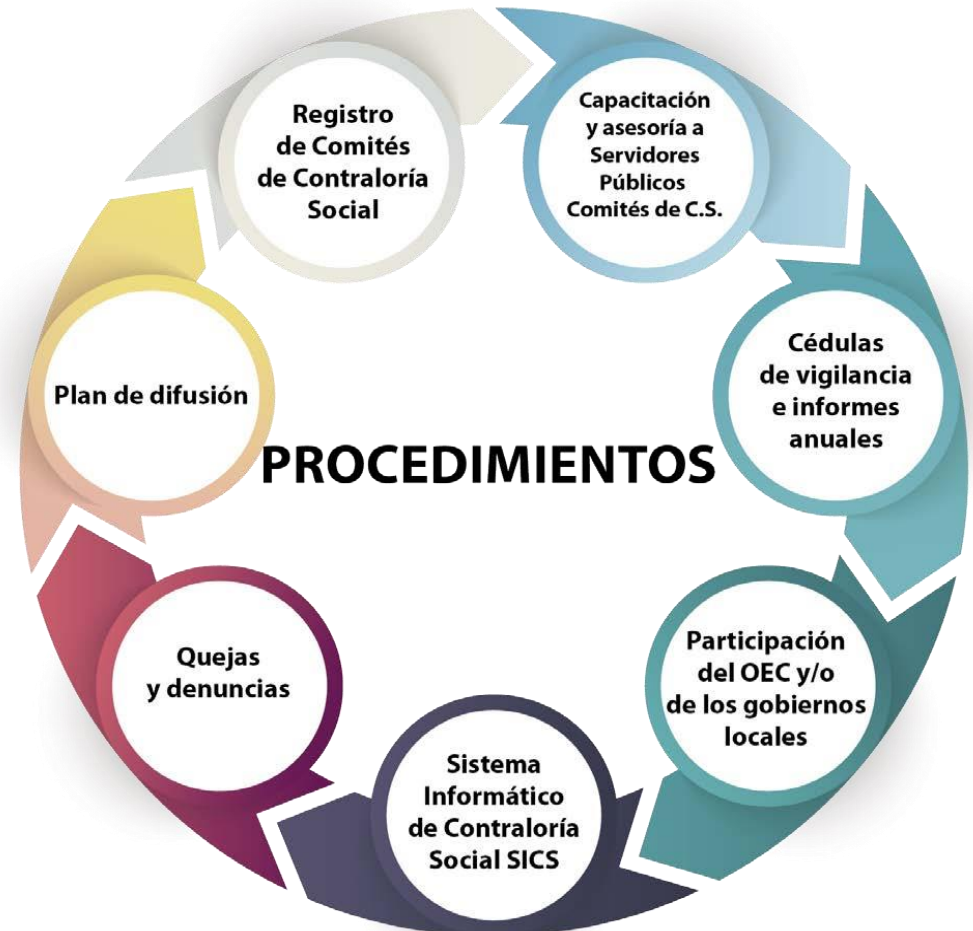 Registro
de Comités
de Contraloría
Social
Capacitación
y asesoría a
Servidores
Públicos
Comités de C.S.
Cédulas
de vigilancia
e informes
anuales
Participación
del OEC y/o
de los gobiernos
locales
Sistema
Informático
de Contraloría
Social SICS
Quejas
y denuncias
Plan de difusión
PROCEDIMIENTOS